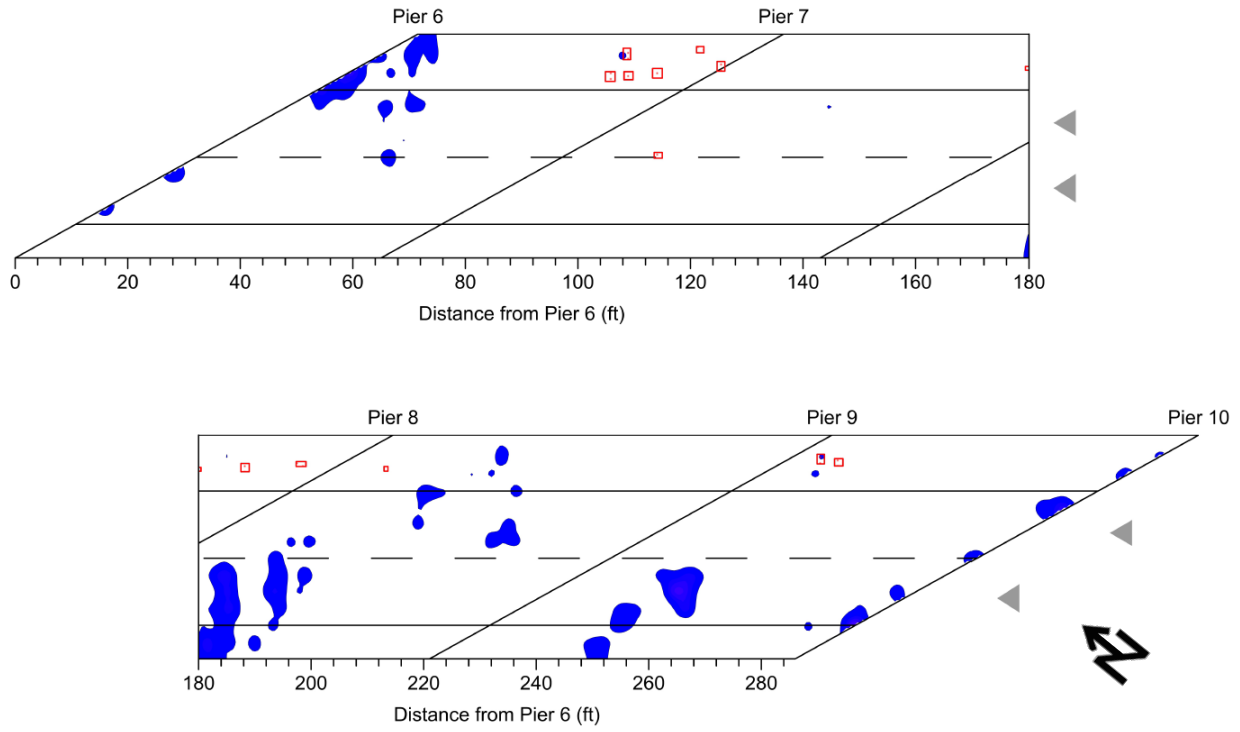 Pier 6 Pier 7
0 20 40 60 80 100 120 140 160 180
Distance from Pier 6 (ft)
Pier 8 Pier 9 Pier 10
180 200 220 240 260 280
Distance from Pier 6 (ft)
N